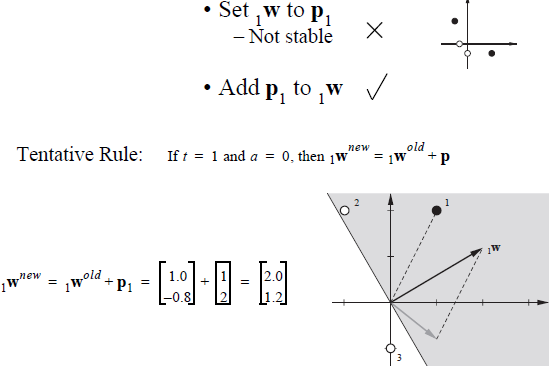 • Set ₁w to p₁
– Not stable
• Add p₁ to ₁w
Tentative Rule: If t = 1 and a = 0, then ₁w^new = ₁w^old + p
₁w^new = ₁w^old + p₁ = [1.0 −0.8] + [1 2] = [2.0 1.2]
2 1
₁w
3